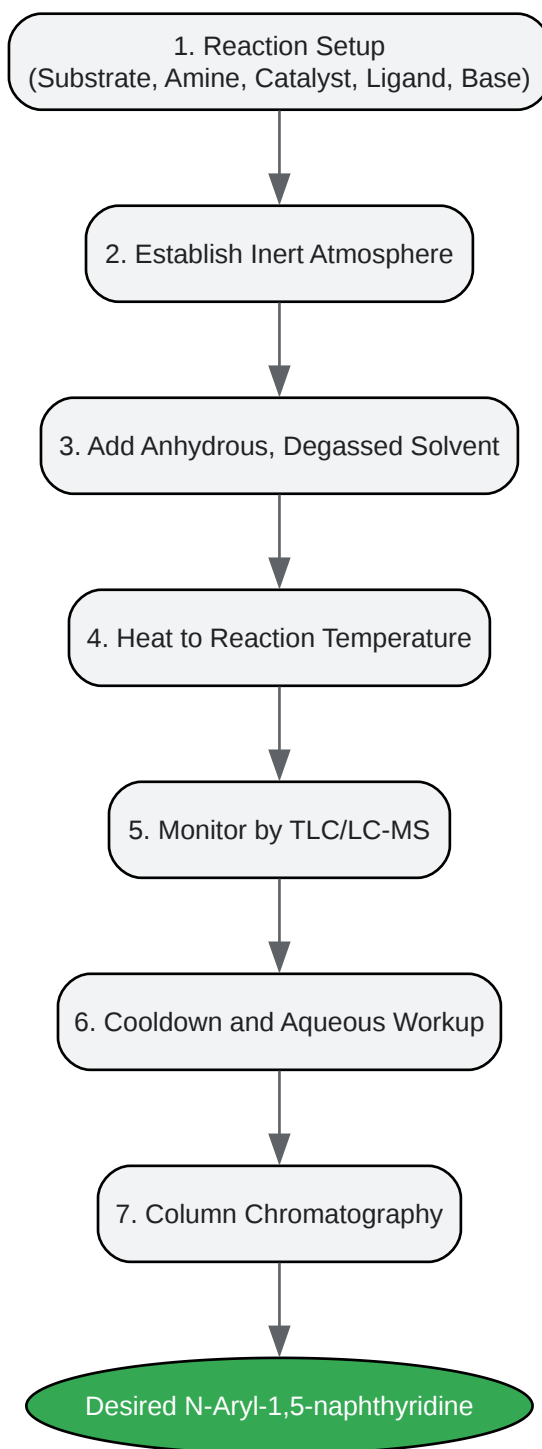 1. Reaction Setup
(Substrate, Amine, Catalyst, Ligand, Base)
2. Establish Inert Atmosphere
3. Add Anhydrous, Degassed Solvent
4. Heat to Reaction Temperature
5. Monitor by TLC/LC-MS
6. Cooldown and Aqueous Workup
7. Column Chromatography
Desired N-Aryl-1,5-naphthyridine